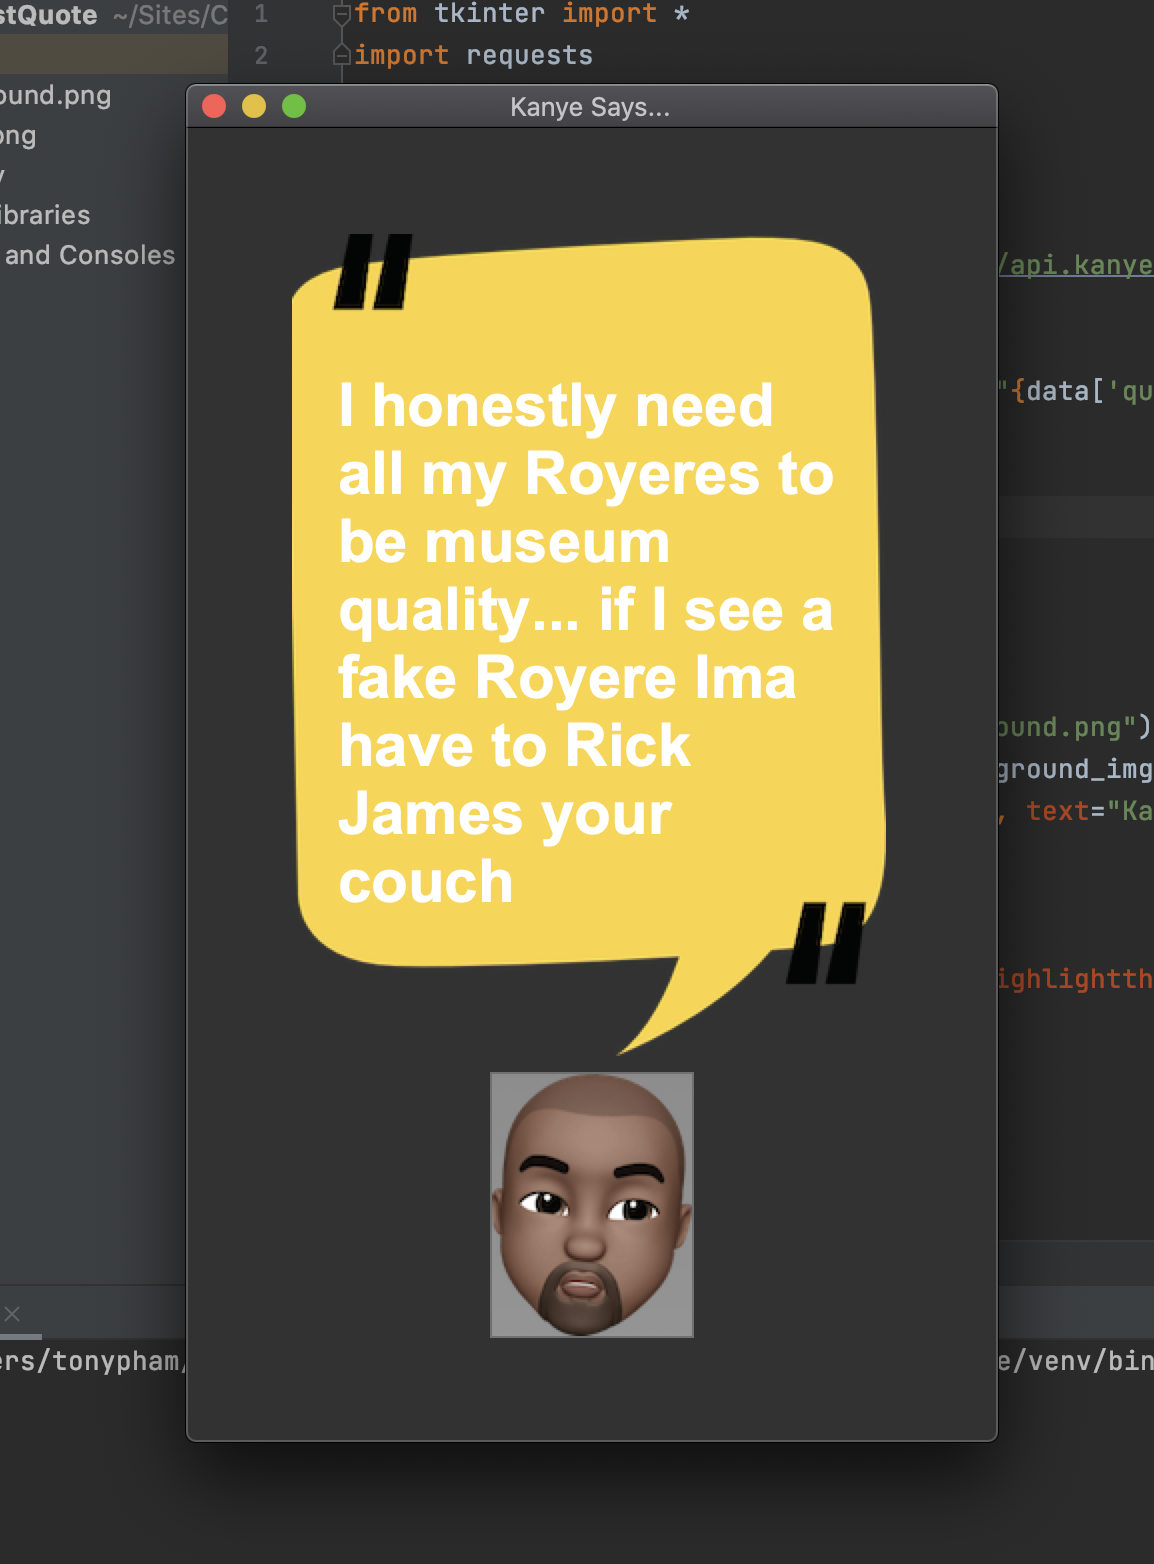 stQuote ~/Sites/C
ound.png
png
y
ibraries
and Consoles
1 from tkinter import *
2 import requests
Kanye Says...
/api.kanye
"{data['qu
I honestly need
all my Royeres to
be museum
quality... if I see a
fake Royere Ima
have to Rick
James your
couch
ound.png")
ground_img
, text="Ka
ighlightth
ers/tonypham/
e/venv/bin